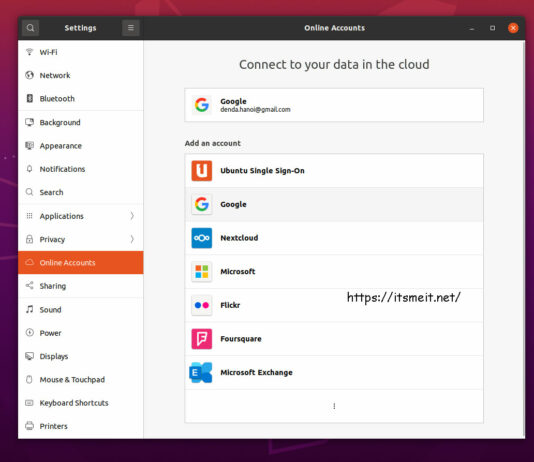 Settings
Online Accounts
Wi-Fi
Network
Bluetooth
Background
Appearance
Notifications
Search
Applications
Privacy
Online Accounts
Sharing
Sound
Power
Displays
Mouse & Touchpad
Keyboard Shortcuts
Printers
Connect to your data in the cloud
Google
denda.hanoi@gmail.com
Add an account
Ubuntu Single Sign-On
Google
Nextcloud
Microsoft
Flickr
https://itsmeit.net/
Foursquare
Microsoft Exchange